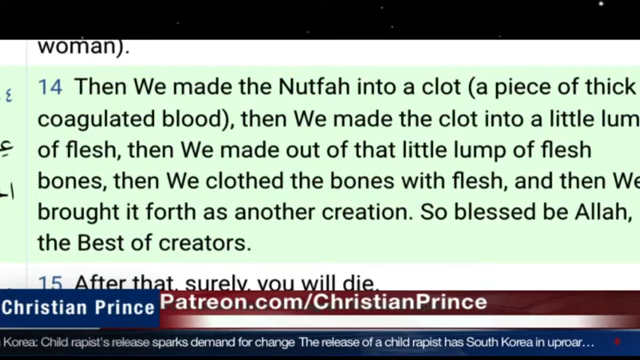 woman).
14 Then We made the Nutfah into a clot (a piece of thick
coagulated blood), then We made the clot into a little lum
of flesh, then We made out of that little lump of flesh
bones, then We clothed the bones with flesh, and then We
brought it forth as another creation. So blessed be Allah,
the Best of creators.
15 After that, surely, you will die.
Christian Prince
Patreon.com/ChristianPrince
Korea: Child rapist's release sparks demand for change The release of a child rapist has South Korea in uproar...